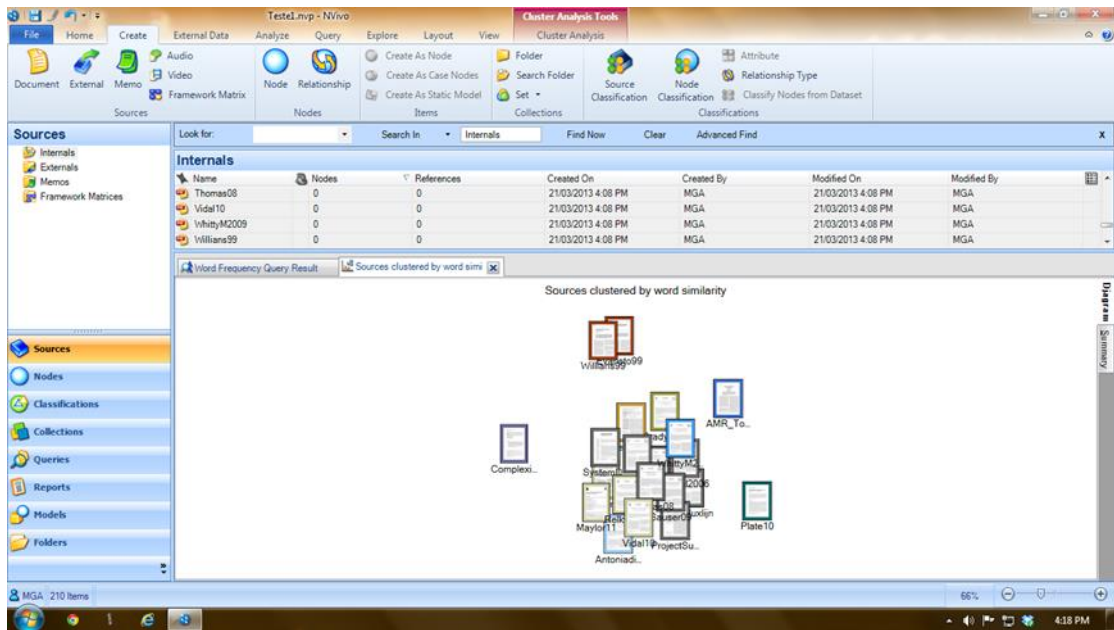 Teste1.nvp - NVivo
Cluster Analysis Tools
File Home Create External Data Analyze Query Explore Layout View Cluster Analysis
Document External Memo
Audio
Video
Framework Matrix
Sources
Node Relationship
Nodes
Create As Node
Create As Case Nodes
Create As Static Model
Items
Folder
Search Folder
Set
Collections
Source Classification
Node Classification
Attribute
Relationship Type
Classify Nodes from Dataset
Classifications
Sources
Internals
Externals
Memos
Framework Matrices
Look for: Search In Internals Find Now Clear Advanced Find X
Internals
Name Nodes References Created On Created By Modified On Modified By
Thomas08 0 0 21/03/2013 4:08 PM MGA 21/03/2013 4:08 PM MGA
Vidal10 0 0 21/03/2013 4:08 PM MGA 21/03/2013 4:08 PM MGA
WhittyM2009 0 0 21/03/2013 4:08 PM MGA 21/03/2013 4:08 PM MGA
Willians99 0 0 21/03/2013 4:08 PM MGA 21/03/2013 4:08 PM MGA
Word Frequency Query Result
Sources clustered by word simi
Sources clustered by word similarity
Willians99
AMR_To...
Complexi...
WhittyM2
Maylor11
Sauser09
Plate10
Vidal10
ProjectSu...
Antoniadi...
Diagram
Summary
Sources
Nodes
Classifications
Collections
Queries
Reports
Models
Folders
MGA 210 Items
66%
4:18 PM